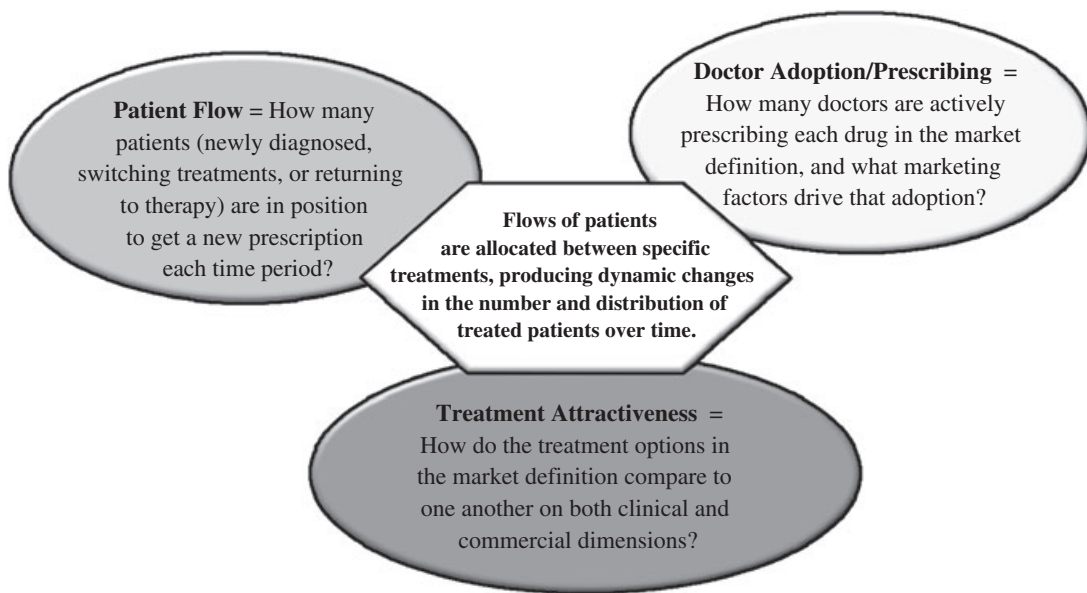 Patient Flow = How many
patients (newly diagnosed,
switching treatments, or returning
to therapy) are in position
to get a new prescription
each time period?
Doctor Adoption/Prescribing =
How many doctors are actively
prescribing each drug in the market
definition, and what marketing
factors drive that adoption?
Flows of patients
are allocated between specific
treatments, producing dynamic changes
in the number and distribution of
treated patients over time.
Treatment Attractiveness =
How do the treatment options in
the market definition compare to
one another on both clinical and
commercial dimensions?